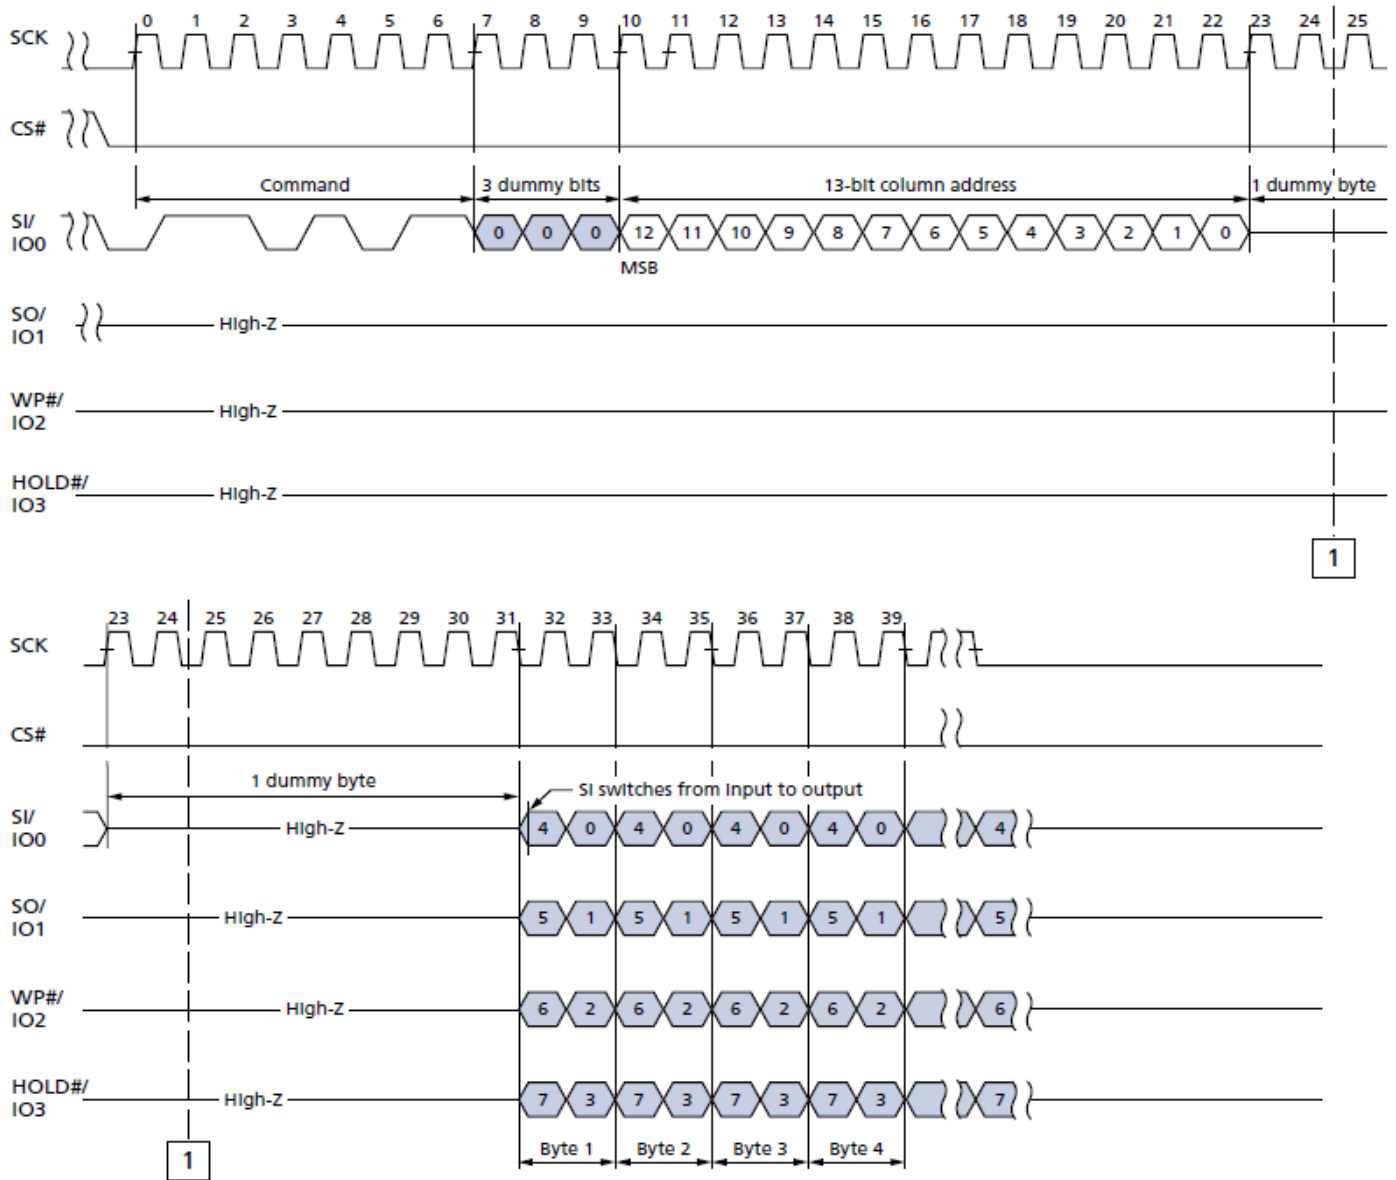 0 1 2 3 4 5 6 7 8 9 10 11 12 13 14 15 16 17 18 19 20 21 22 23 24 25
SCK
CS#
Command 3 dummy bits 13-bit column address 1 dummy byte
SI/
IO0
0 0 0 12 11 10 9 8 7 6 5 4 3 2 1 0
MSB
SO/
IO1
High-Z
WP#/
IO2
High-Z
HOLD#/
IO3
High-Z
1
23 24 25 26 27 28 29 30 31 32 33 34 35 36 37 38 39
SCK
CS#
1 dummy byte
SI switches from input to output
SI/
IO0
High-Z 4 0 4 0 4 0 4 0 4
SO/
IO1
High-Z 5 1 5 1 5 1 5 1 5
WP#/
IO2
High-Z 6 2 6 2 6 2 6 2 6
HOLD#/
IO3
High-Z 7 3 7 3 7 3 7 3 7
Byte 1 Byte 2 Byte 3 Byte 4
1